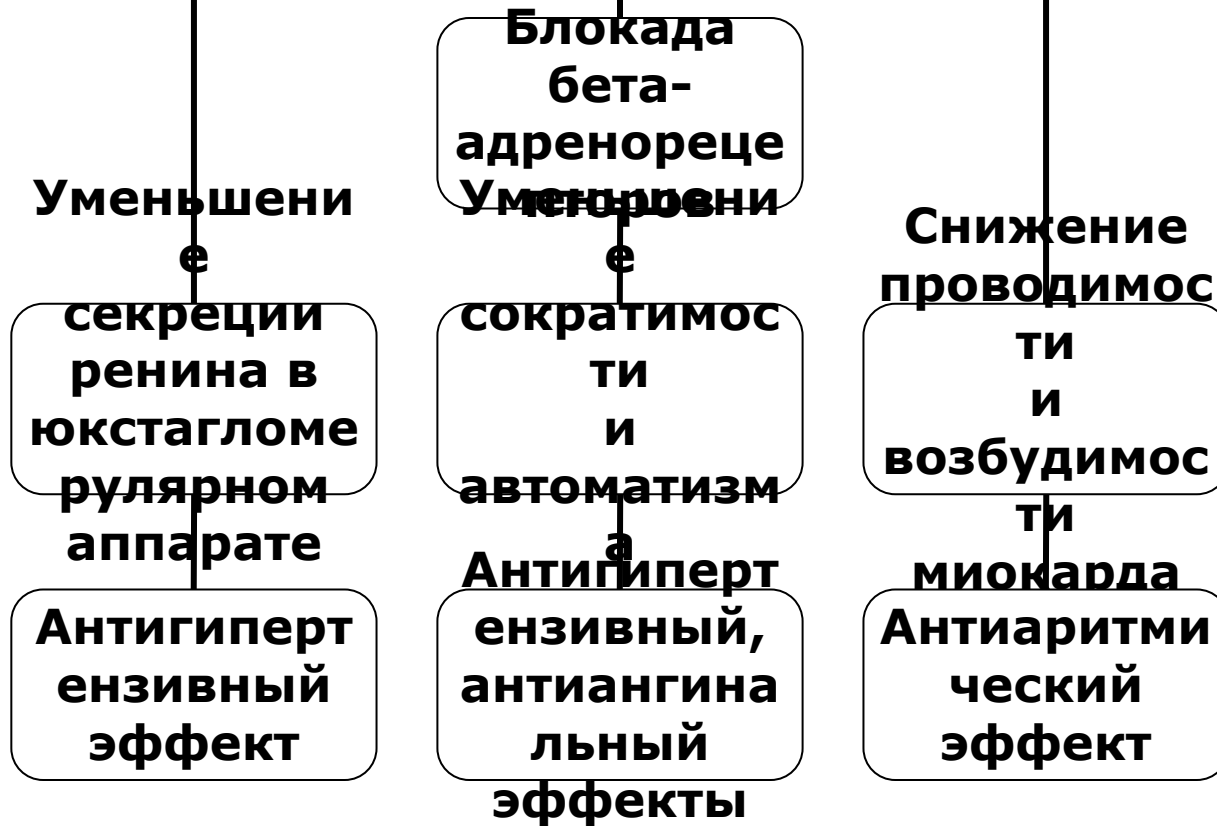 Блокада
бета-
адренореце
пторов
Уменьшени
е
секреции
ренина в
юкстагломе
рулярном
аппарате
Уменьшени
е
сократимос
ти
и
автоматизм
а
Снижение
проводимос
ти
и
возбудимос
ти
миокарда
Антигиперт
ензивный
эффект
Антигиперт
ензивный,
антиангина
льный
эффекты
Антиаритми
ческий
эффект